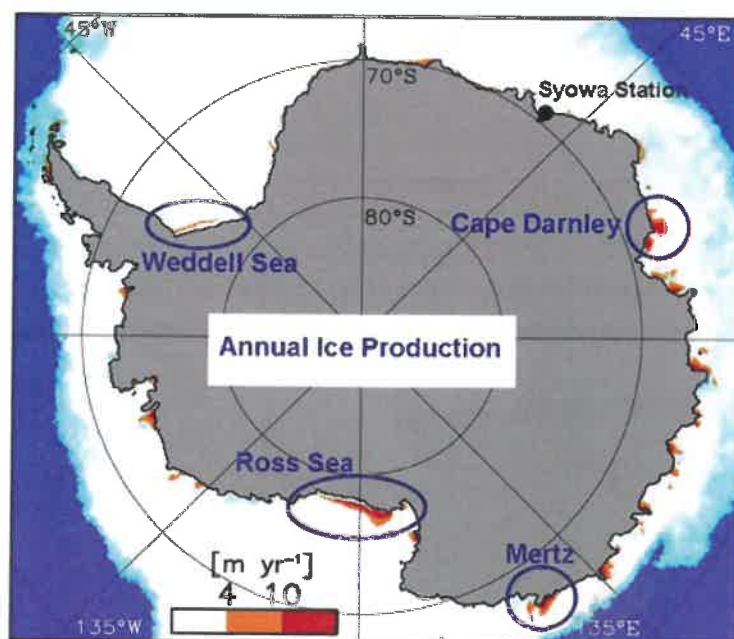 45°W
45°E
70°S
Syowa Station
80°S
Cape Darnley
Weddell Sea
Annual Ice Production
Ross Sea
[m yr⁻¹]
4 10
Mertz
135°W
135°E